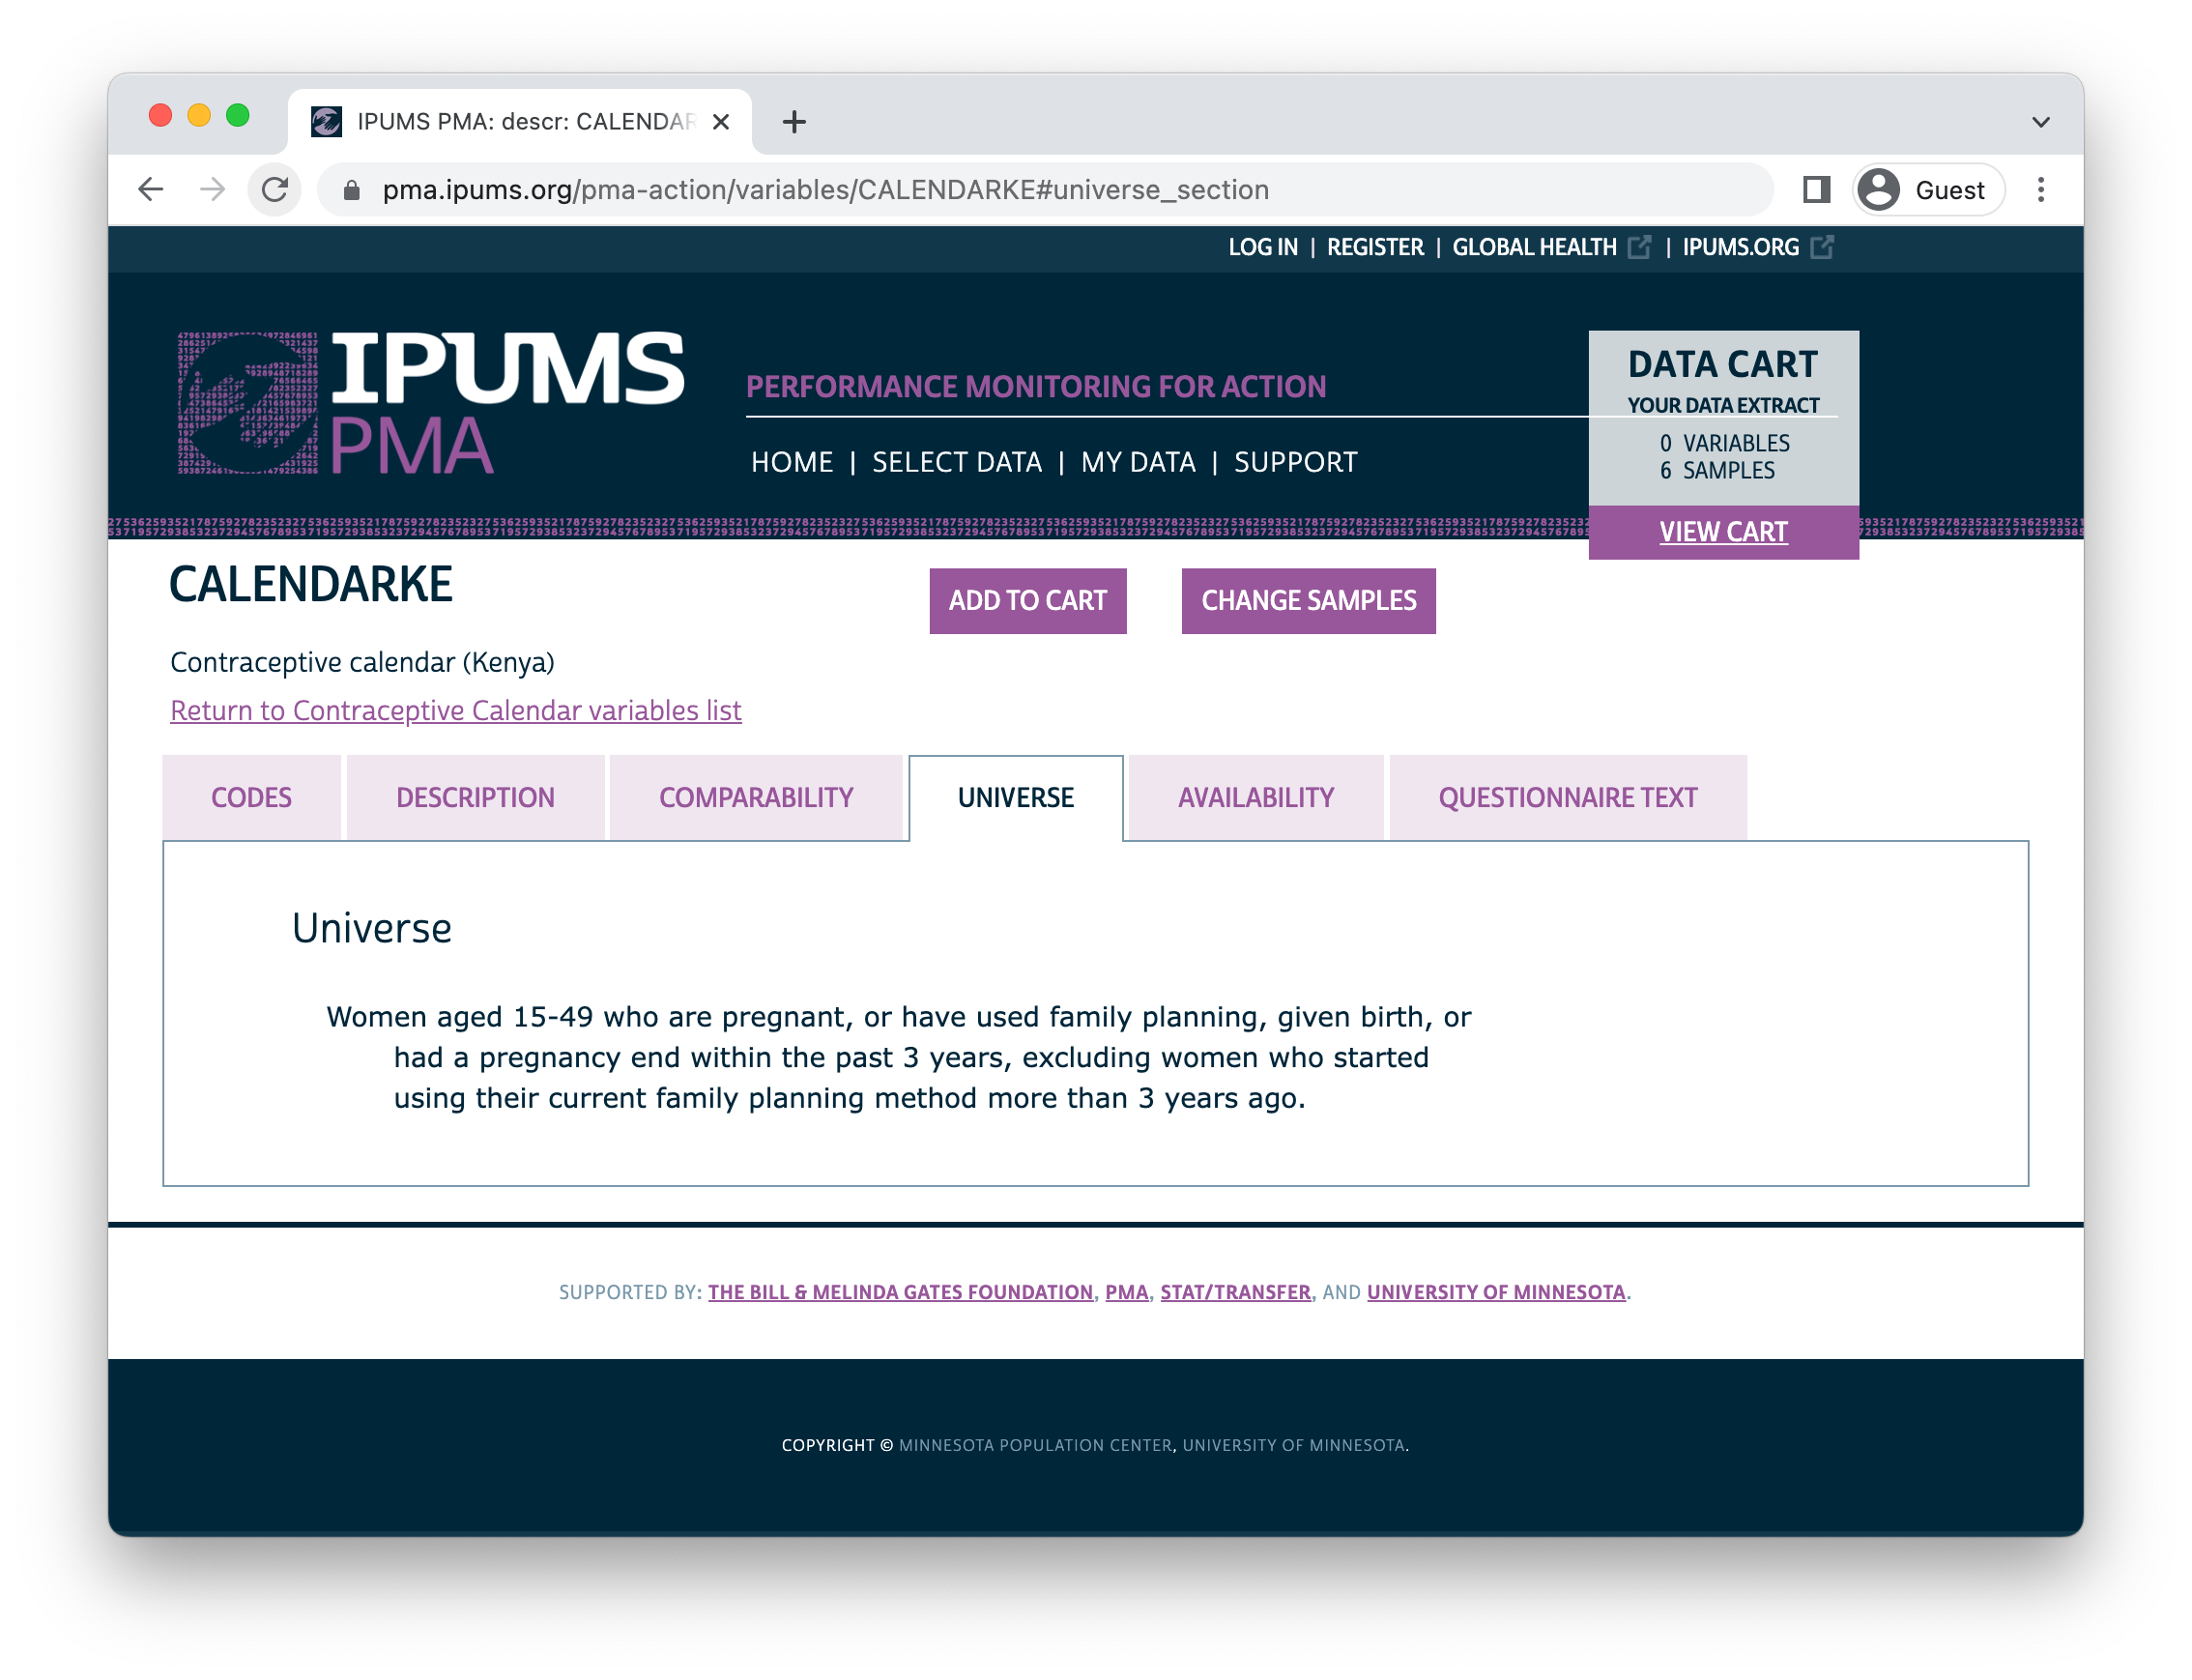 IPUMS PMA: descr: CALENDAR
pma.ipums.org/pma-action/variables/CALENDARKE#universe_section
Guest
LOG IN | REGISTER | GLOBAL HEALTH | IPUMS.ORG
IPUMS
PMA
PERFORMANCE MONITORING FOR ACTION
HOME | SELECT DATA | MY DATA | SUPPORT
DATA CART
YOUR DATA EXTRACT
0 VARIABLES
6 SAMPLES
VIEW CART
CALENDARKE
ADD TO CART
CHANGE SAMPLES
Contraceptive calendar (Kenya)
Return to Contraceptive Calendar variables list
CODES
DESCRIPTION
COMPARABILITY
UNIVERSE
AVAILABILITY
QUESTIONNAIRE TEXT
Universe
Women aged 15-49 who are pregnant, or have used family planning, given birth, or
had a pregnancy end within the past 3 years, excluding women who started
using their current family planning method more than 3 years ago.
SUPPORTED BY: THE BILL & MELINDA GATES FOUNDATION, PMA, STAT/TRANSFER, AND UNIVERSITY OF MINNESOTA.
COPYRIGHT © MINNESOTA POPULATION CENTER, UNIVERSITY OF MINNESOTA.